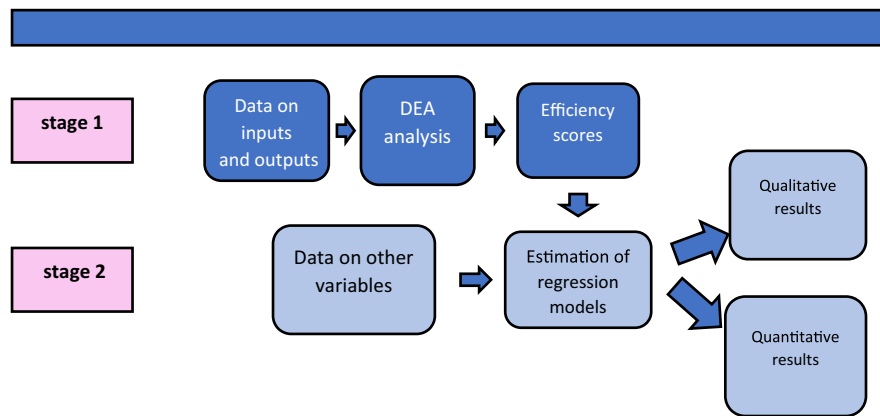 stage 1
Data on
inputs
and outputs
DEA
analysis
Efficiency
scores
Qualitative
results
stage 2
Data on other
variables
Estimation of
regression
models
Quantitative
results